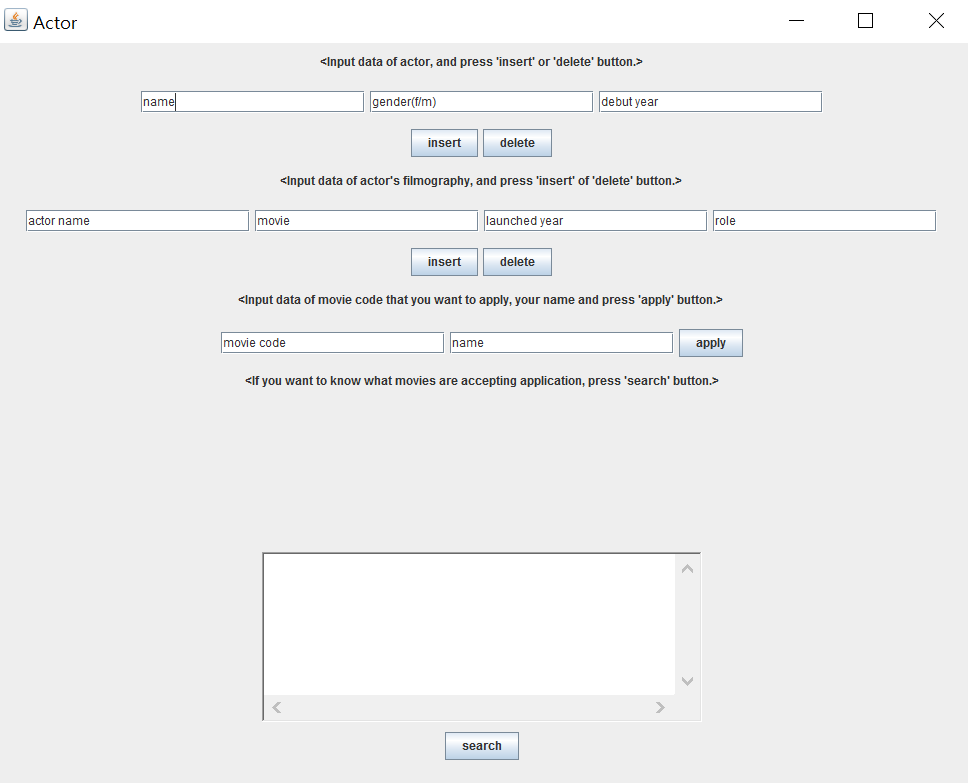 Actor
<Input data of actor, and press 'insert' or 'delete' button.>
name gender(f/m) debut year
insert delete
<Input data of actor's filmography, and press 'insert' of 'delete' button.>
actor name movie launched year role
insert delete
<Input data of movie code that you want to apply, your name and press 'apply' button.>
movie code name apply
<If you want to know what movies are accepting application, press 'search' button.>
search